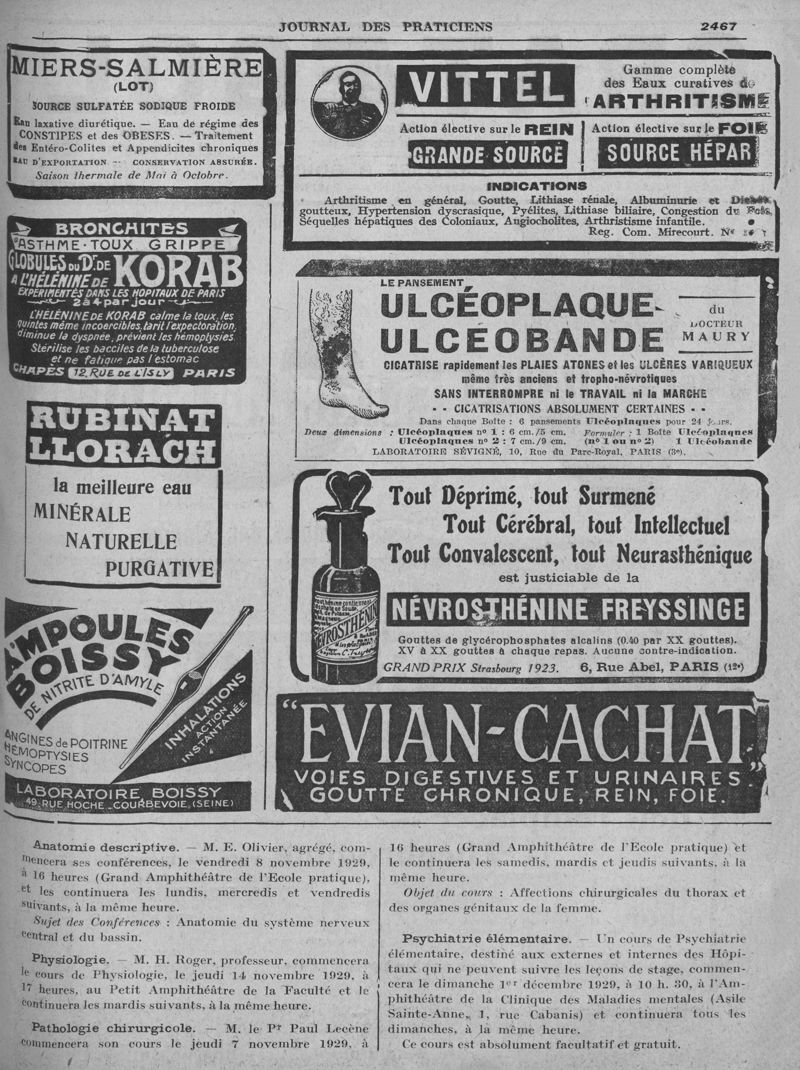 JOURNAL DES PRATICIENS
2467
MIERS-SALMIÈRE
(LOT)
SOURCE SULFATÉE SODIQUE FROIDE
Eau laxative diurétique. — Eau de régime des
CONSTIPES et des OBESES. — Traitement
des Entéro-Colites et Appendicites chroniques
EAU D'EXPORTATION — CONSERVATION ASSURÉE.
Saison thermale de Mai à Octobre.
BRONCHITES
ASTHME · TOUX GRIPPE
GLOBULES DU Dr. DE
A L'HÉLÉNINE DE
KORAB
EXPÉRIMENTÉS DANS LES HOPITAUX DE PARIS
2 à 4 par jour
L'HELENINE DE KORAB calme la toux, les
quintes même incoercibles, tarit l'expectoration,
diminue la dyspnée, prévient les hémoptysies
Stérilise les bacilles de la tuberculose
et ne fatigue pas l'estomac
CHAPES 12, RUE DE L'ISLY PARIS
RUBINAT
LLORACH
la meilleure eau
MINÉRALE
NATURELLE
PURGATIVE
AMPOULES
BOISSY
DE NITRITE D'AMYLE
INHALATIONS
ACTION
INSTANTANÉE
ANGINES de POITRINE
HÉMOPTYSIES
SYNCOPES
LABORATOIRE BOISSY
49, RUE HOCHE_COURBEVOIE, (SEINE)
VITTEL
Gamme complète
des Eaux curatives de
l'ARTHRITISME
Action élective sur le REIN
GRANDE SOURCE
Action élective sur le FOIE
SOURCE HÉPAR
INDICATIONS
Arthritisme en général, Goutte, Lithiase rénale, Albuminurie et
goutteux, Hypertension dyscrasique, Pyélites, Lithiase biliaire, Congestion du Foie,
Séquelles hépatiques des Coloniaux, Angiocholites, Arthristisme infantile.
Reg. Com. Mirecourt. Nº
LE PANSEMENT
ULCÉOPLAQUE-
ULCÉOBANDE
du
DOCTEUR
MAURY
CICATRISE rapidement les PLAIES ATONES et les ULCÈRES VARIQUEUX
même très anciens et tropho-névrotiques
SANS INTERROMPRE ni le TRAVAIL ni la MARCHE
- - CICATRISATIONS ABSOLUMENT CERTAINES - -
Dans chaque Boîte : 6 pansements Ulcéoplaques pour 24 jours.
Deux dimensions : Ulcéoplaques nº 1 : 6 cm./5 cm. Formuler : 1 Boîte Ulcéoplaques
Ulcéoplaques nº 2 : 7 cm./9 cm. (nº 1 ou nº 2) 1 Ulcéobande
LABORATOIRE SÉVIGNÉ, 10, Rue du Parc-Royal, PARIS (3e).
Tout Déprimé, tout Surmené
Tout Cérébral, tout Intellectuel
Tout Convalescent, tout Neurasthénique
est justiciable de la
NÉVROSTHÉNINE FREYSSINGE
Gouttes de glycérophosphates alcalins (0.40 par XX gouttes).
XV à XX gouttes à chaque repas. Aucune contre-indication.
GRAND PRIX Strasbourg 1923. 6, Rue Abel, PARIS (12e)
"EVIAN-CACHAT"
VOIES DIGESTIVES ET URINAIRES
GOUTTE CHRONIQUE, REIN, FOIE.
Anatomie descriptive. — M. E. Olivier, agrégé, com-
mencera ses conférences, le vendredi 8 novembre 1929,
à 16 heures (Grand Amphithéâtre de l'Ecole pratique),
et les continuera les lundis, mercredis et vendredis
suivants, à la même heure.
Sujet des Conférences : Anatomie du système nerveux
central et du bassin.
Physiologie. — M. H. Roger, professeur, commencera
le cours de Physiologie, le jeudi 14 novembre 1929, à
17 heures, au Petit Amphithéâtre de la Faculté et le
continuera les mardis suivants, à la même heure.
Pathologie chirurgicole. — M. le Pr Paul Lecène
commencera son cours le jeudi 7 novembre 1929, à
16 heures (Grand Amphithéâtre de l'Ecole pratique) et
le continuera les samedis, mardis et jeudis suivants, à la
même heure.
Objet du cours : Affections chirurgicales du thorax et
des organes génitaux de la femme.
Psychiatrie élémentaire. — Un cours de Psychiatrie
élémentaire, destiné aux externes et internes des Hôpi-
taux qui ne peuvent suivre les leçons de stage, commen-
cera le dimanche 1er décembre 1929, à 10 h. 30, à l'Am-
phithéâtre de la Clinique des Maladies mentales (Asile
Sainte-Anne, 1, rue Cabanis) et continuera tous les
dimanches, à la même heure.
Ce cours est absolument facultatif et gratuit.